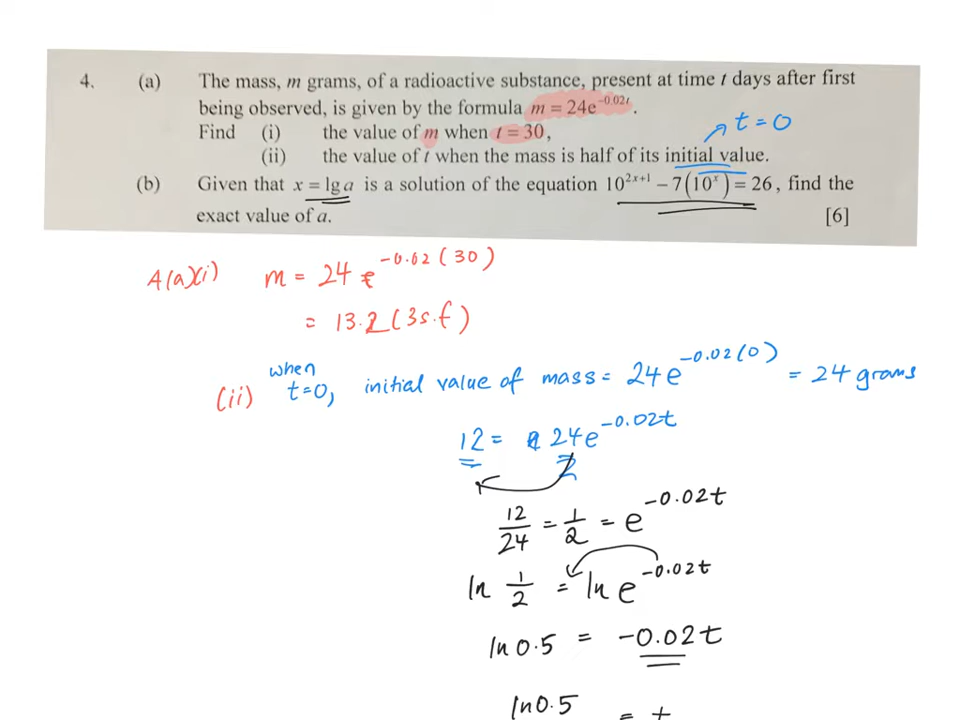 4. (a) The mass, m grams, of a radioactive substance, present at time t days after first
being observed, is given by the formula m = 24e^{-0.02t}.
Find (i) the value of m when t = 30,
t = 0
(ii) the value of t when the mass is half of its initial value.
(b) Given that x = lg a is a solution of the equation 10^{2x+1} − 7(10^x) = 26, find the
exact value of a. [6]
4(a)(i) m = 24 e^{-0.02(30)}
= 13.2 (3s.f)
(ii) when t=0, initial value of mass = 24e^{-0.02(0)} = 24 grams
12 = 24e^{-0.02t}
12/24 = 1/2 = e^{-0.02t}
ln 1/2 = ln e^{-0.02t}
ln 0.5 = -0.02t
ln 0.5 = t